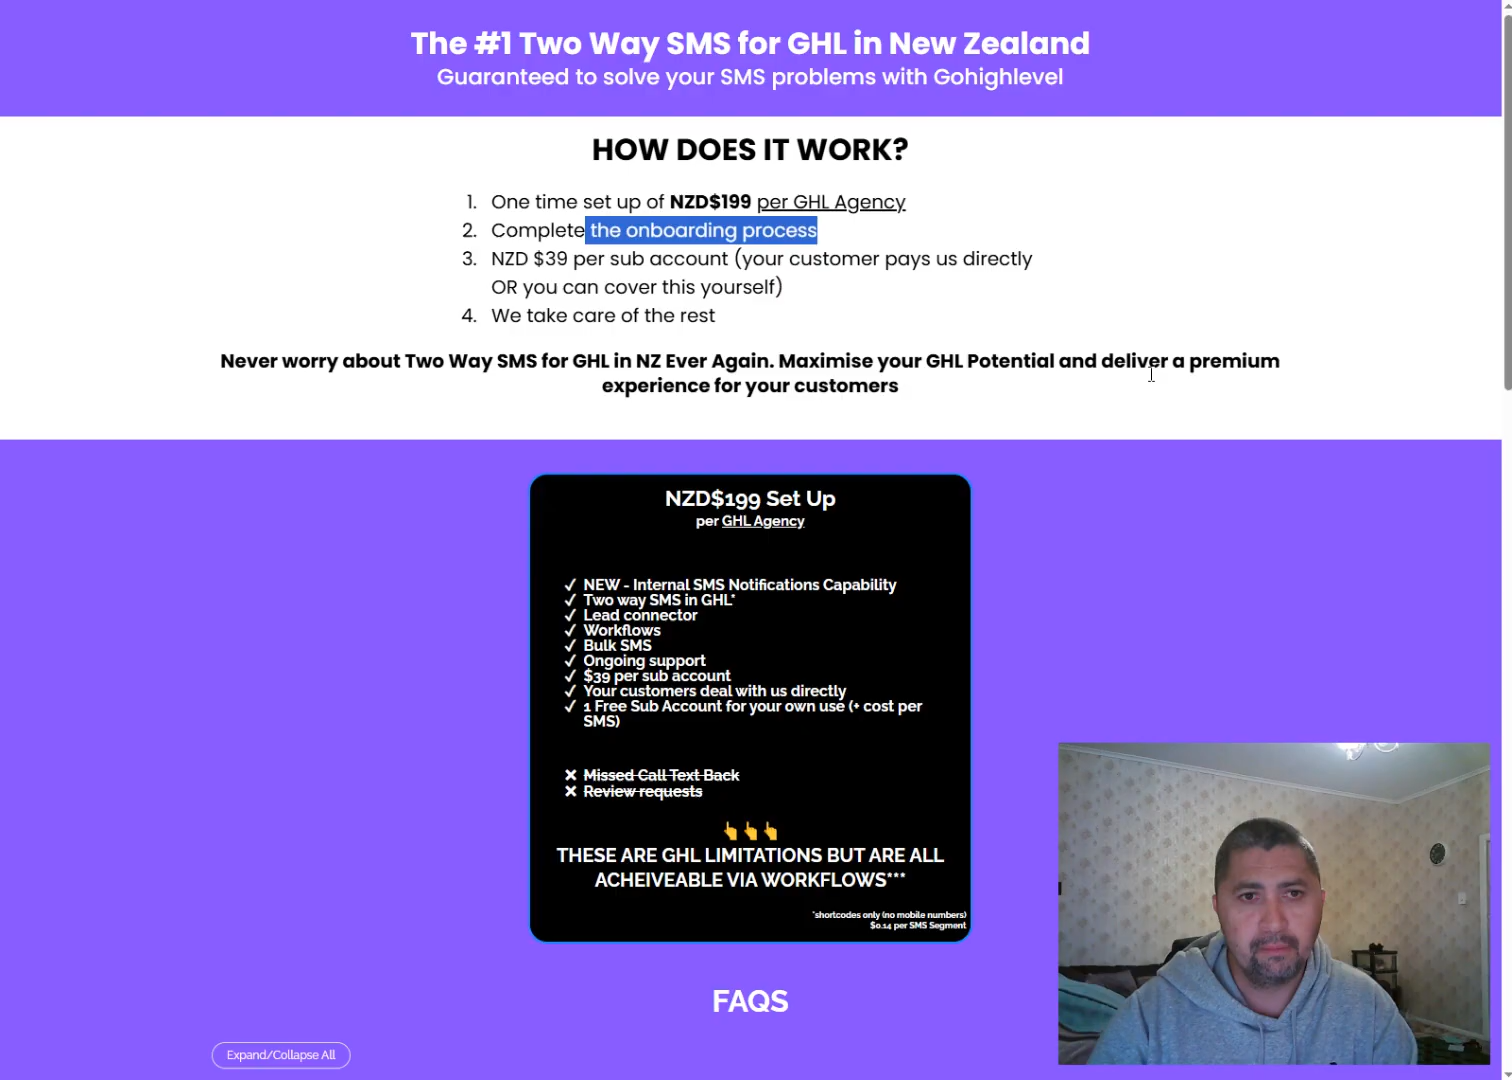 The #1 Two Way SMS for GHL in New Zealand
Guaranteed to solve your SMS problems with Gohighlevel
HOW DOES IT WORK?
1. One time set up of NZD$199 per GHL Agency
2. Complete the onboarding process
3. NZD $39 per sub account (your customer pays us directly
OR you can cover this yourself)
4. We take care of the rest
Never worry about Two Way SMS for GHL in NZ Ever Again. Maximise your GHL Potential and deliver a premium
experience for your customers
NZD$199 Set Up
per GHL Agency
✓ NEW - Internal SMS Notifications Capability
✓ Two way SMS in GHL*
✓ Lead connector
✓ Workflows
✓ Bulk SMS
✓ Ongoing support
✓ $39 per sub account
✓ Your customers deal with us directly
✓ 1 Free Sub Account for your own use (+ cost per
SMS)
✕ Missed Call Text Back
✕ Review requests
👆👆👆
THESE ARE GHL LIMITATIONS BUT ARE ALL
ACHEIVEABLE VIA WORKFLOWS***
*shortcodes only (no mobile numbers)
$0.14 per SMS Segment
FAQS
Expand/Collapse All